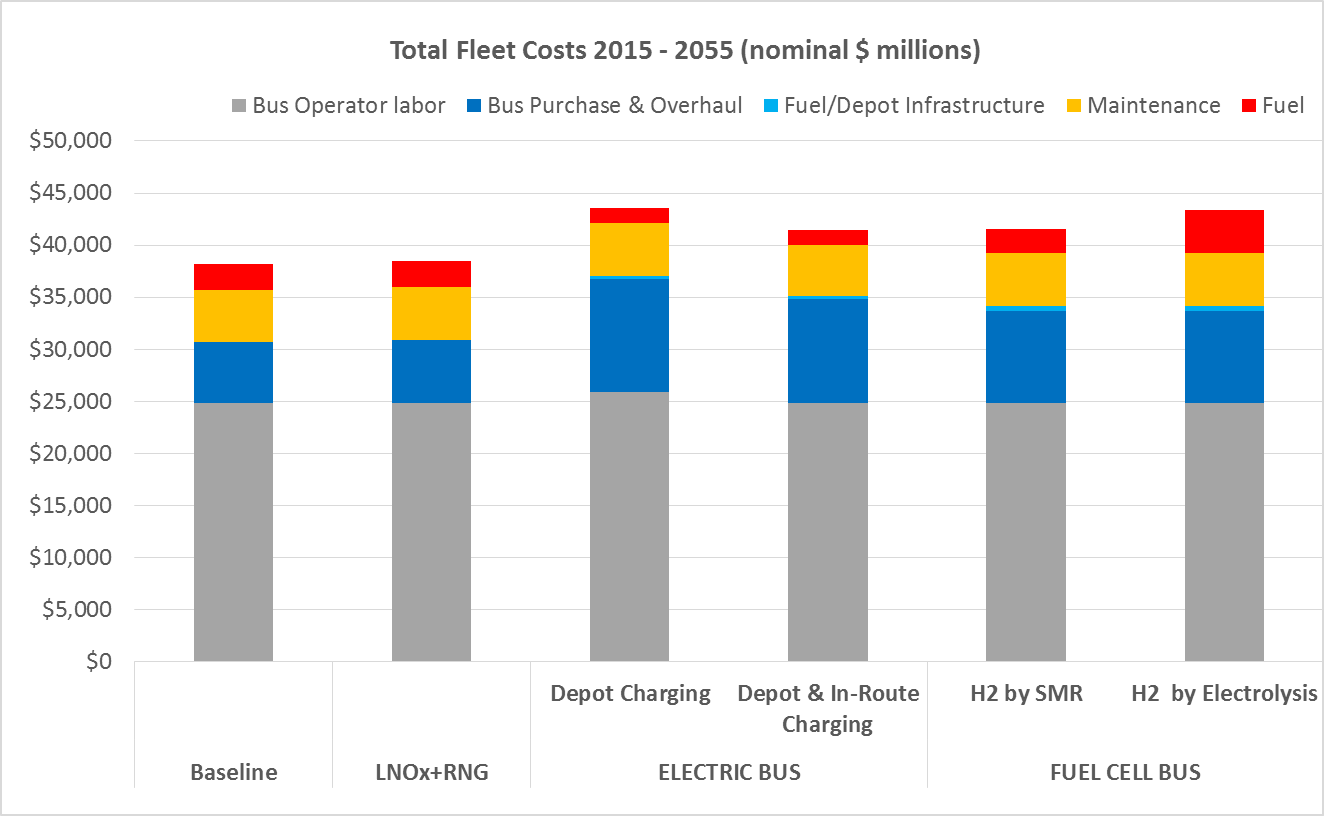 Total Fleet Costs 2015 - 2055 (nominal $ millions)
Bus Operator labor Bus Purchase & Overhaul Fuel/Depot Infrastructure Maintenance Fuel
$50,000
$45,000
$40,000
$35,000
$30,000
$25,000
$20,000
$15,000
$10,000
$5,000
$0
Depot Charging Depot & In-Route H2 by SMR H2 by Electrolysis
Charging
Baseline LNOx+RNG ELECTRIC BUS FUEL CELL BUS